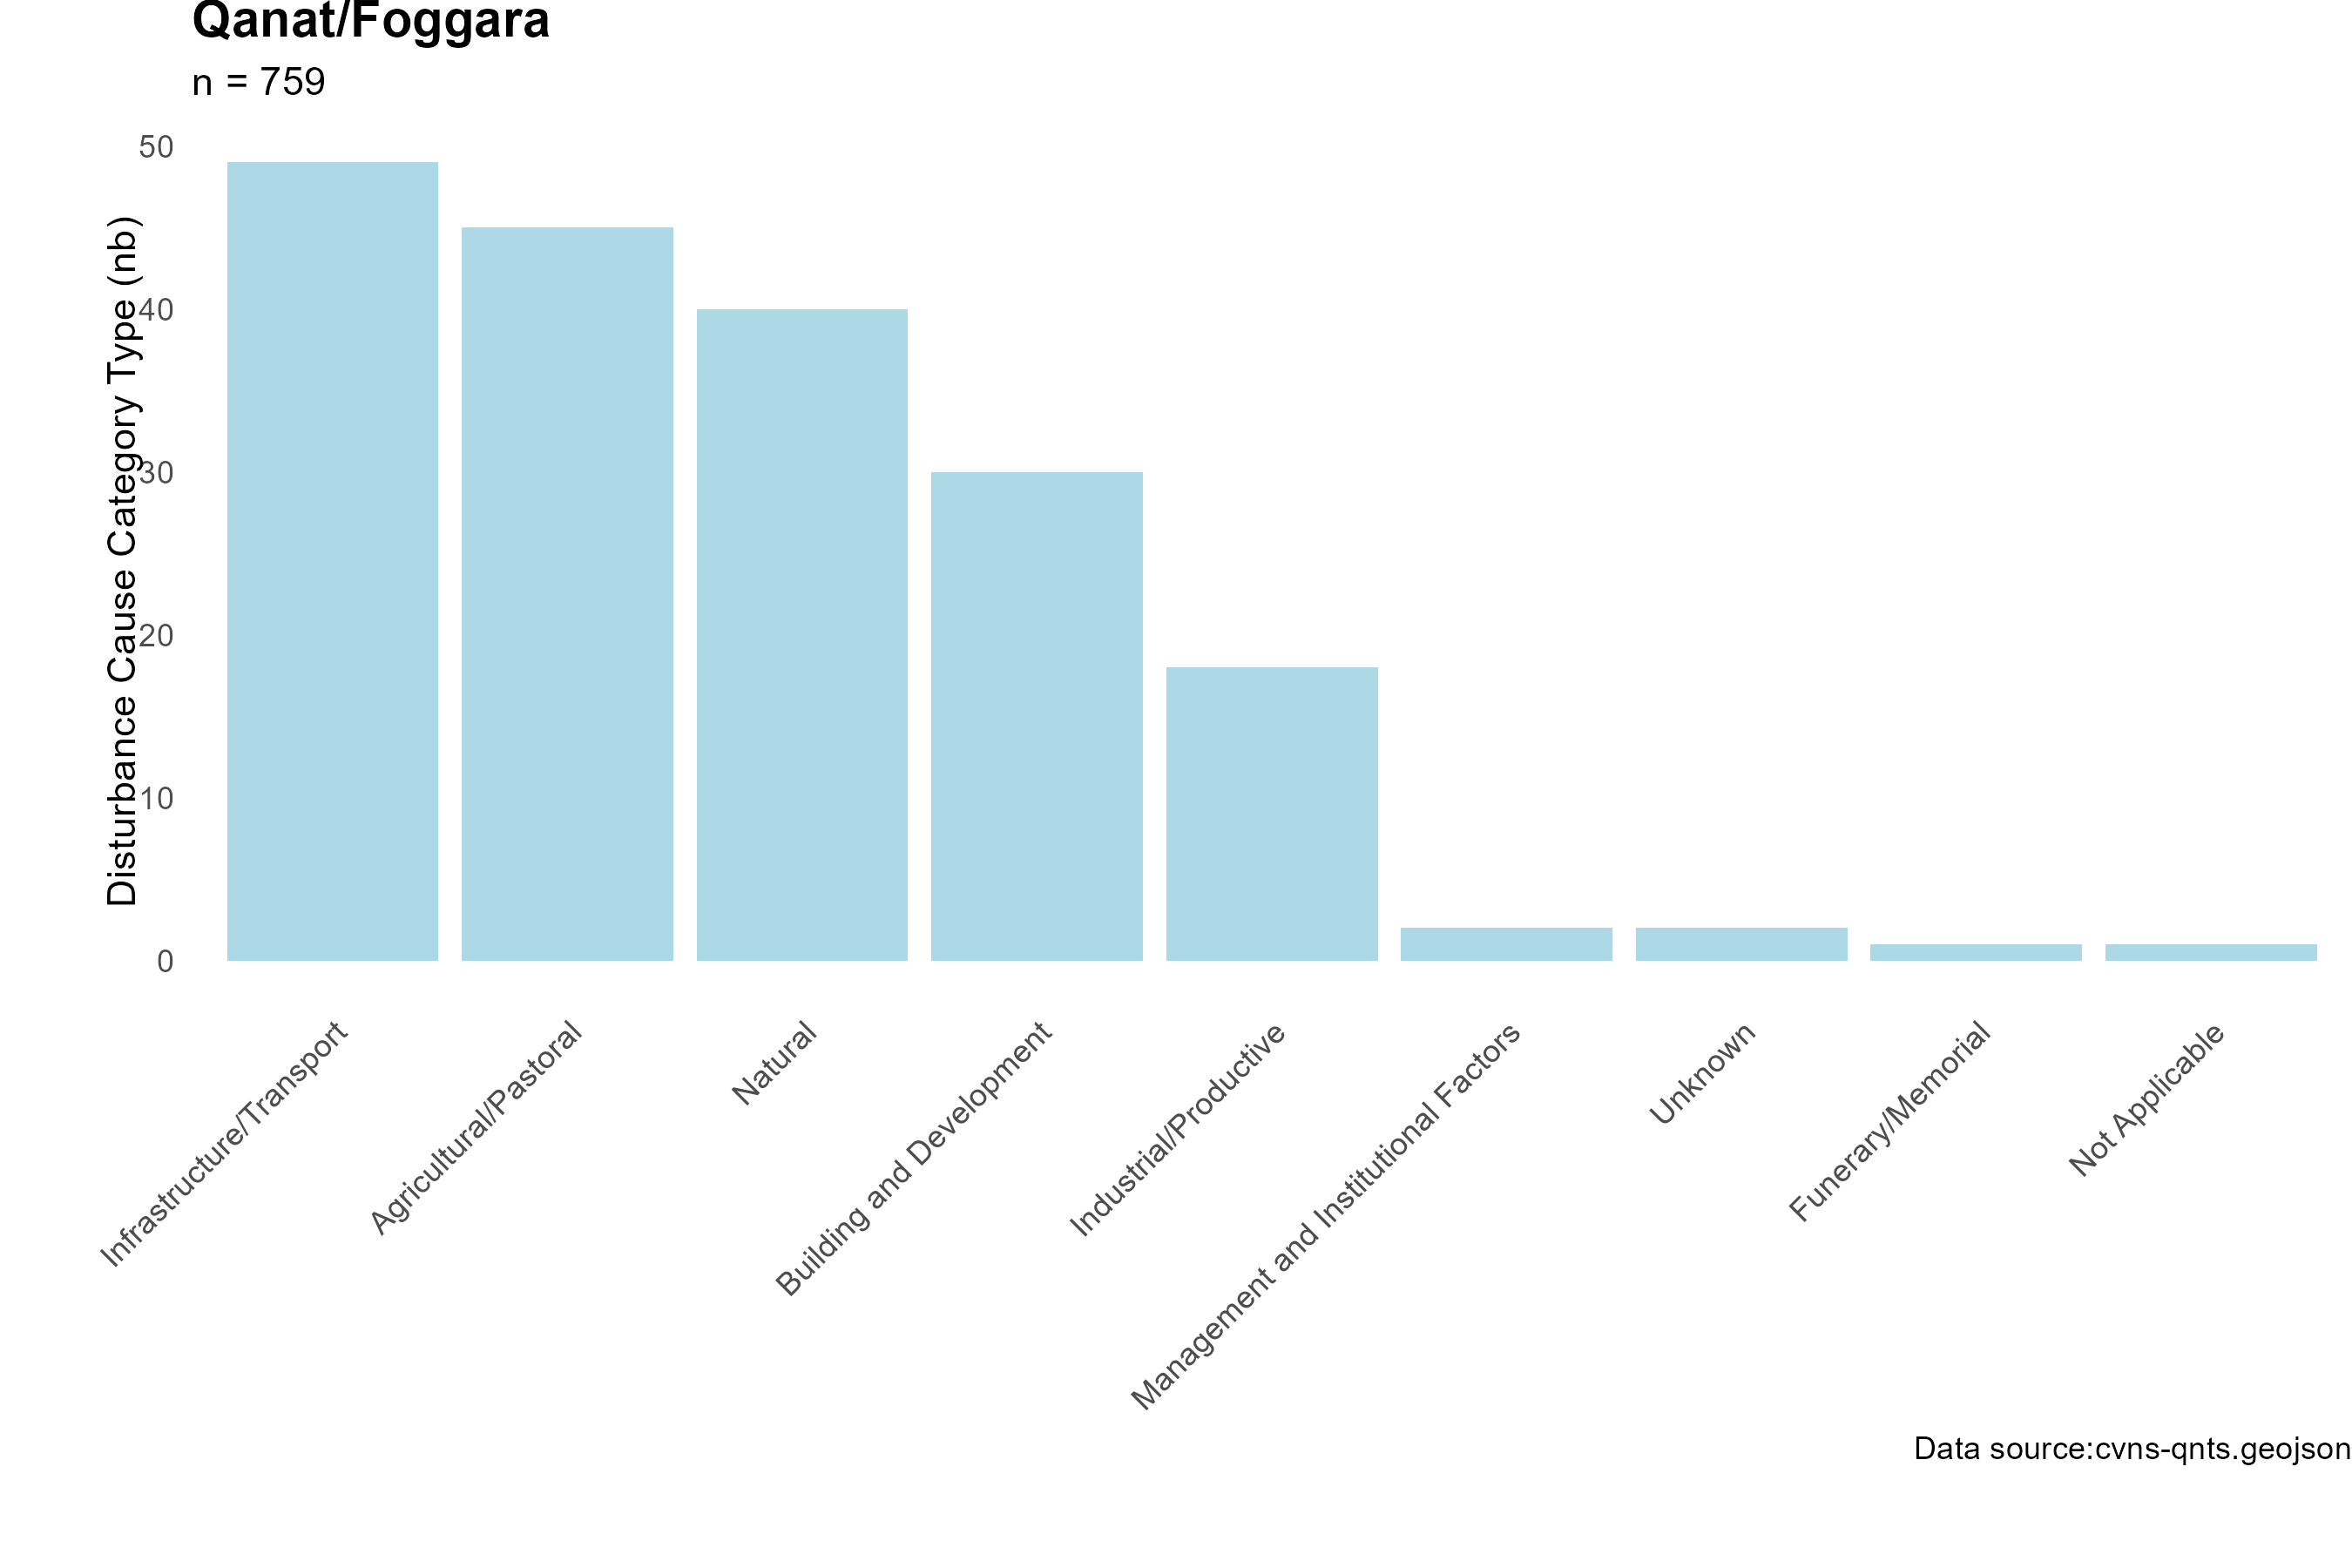 Qanat/Foggara
n = 759
Disturbance Cause Category Type (nb)
50
40
30
20
10
0
Infrastructure/Transport
Agricultural/Pastoral
Natural
Building and Development
Industrial/Productive
Management and Institutional Factors
Unknown
Funerary/Memorial
Not Applicable
Data source:cvns-qnts.geojson